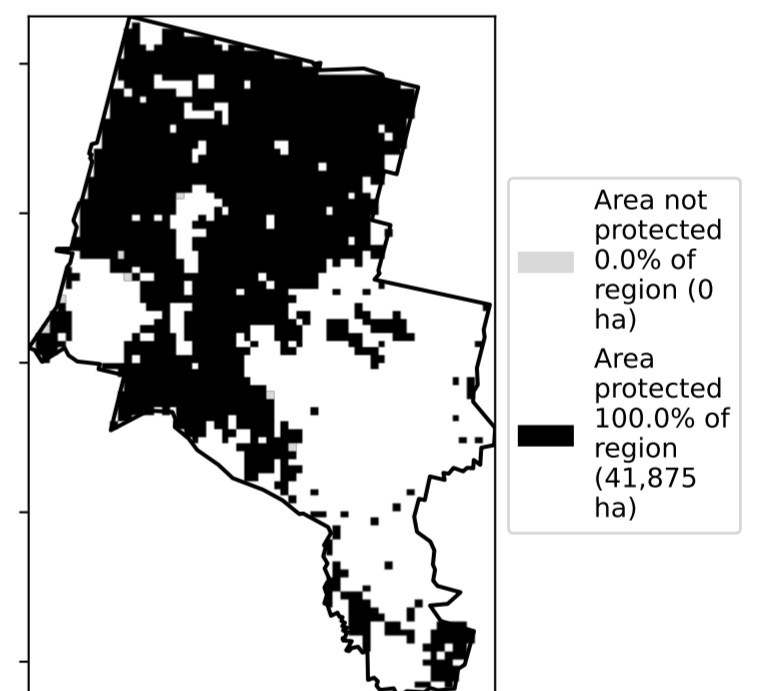 Area not
protected
0.0% of
region (0
ha)
Area
protected
100.0% of
region
(41,875
ha)